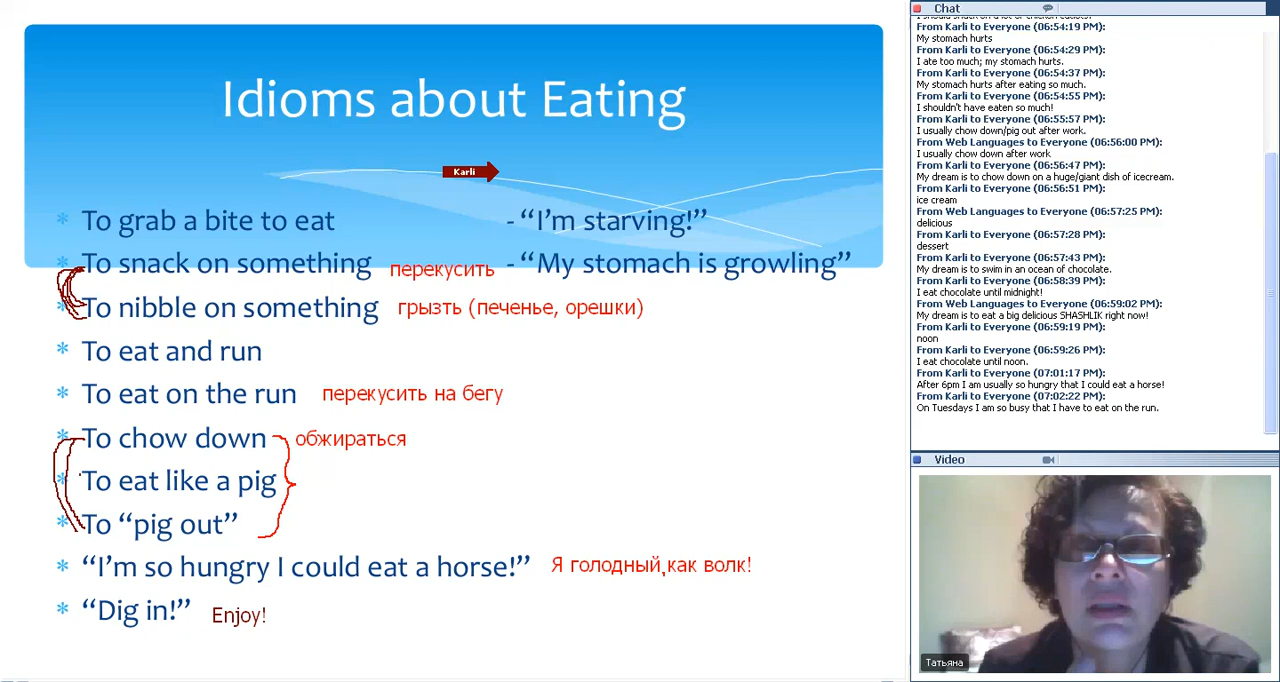 Idioms about Eating
Karli
* To grab a bite to eat
- “I’m starving!”
* To snack on something перекусить
- “My stomach is growling”
* To nibble on something грызть (печенье, орешки)
* To eat and run
* To eat on the run перекусить на бегу
* To chow down обжираться
* To eat like a pig
* To “pig out”
* “I’m so hungry I could eat a horse!” Я голодный,как волк!
* “Dig in!” Enjoy!
Chat
From Karli to Everyone (06:54:19 PM):
My stomach hurts
From Karli to Everyone (06:54:29 PM):
I ate too much; my stomach hurts.
From Karli to Everyone (06:54:37 PM):
My stomach hurts after eating so much.
From Karli to Everyone (06:54:55 PM):
I shouldn't have eaten so much!
From Karli to Everyone (06:55:57 PM):
I usually chow down/pig out after work.
From Web Languages to Everyone (06:56:00 PM):
I usually chow down after work
From Karli to Everyone (06:56:47 PM):
My dream is to chow down on a huge/giant dish of icecream.
From Karli to Everyone (06:56:51 PM):
ice cream
From Web Languages to Everyone (06:57:25 PM):
delicious
From Karli to Everyone (06:57:28 PM):
dessert
From Karli to Everyone (06:57:43 PM):
My dream is to swim in an ocean of chocolate.
From Karli to Everyone (06:58:39 PM):
I eat chocolate until midnight!
From Web Languages to Everyone (06:59:02 PM):
My dream is to eat a big delicious SHASHLIK right now!
From Karli to Everyone (06:59:19 PM):
noon
From Karli to Everyone (06:59:26 PM):
I eat chocolate until noon.
From Karli to Everyone (07:01:17 PM):
After 6pm I am usually so hungry that I could eat a horse!
From Karli to Everyone (07:02:22 PM):
On Tuesdays I am so busy that I have to eat on the run.
Video
Татьяна